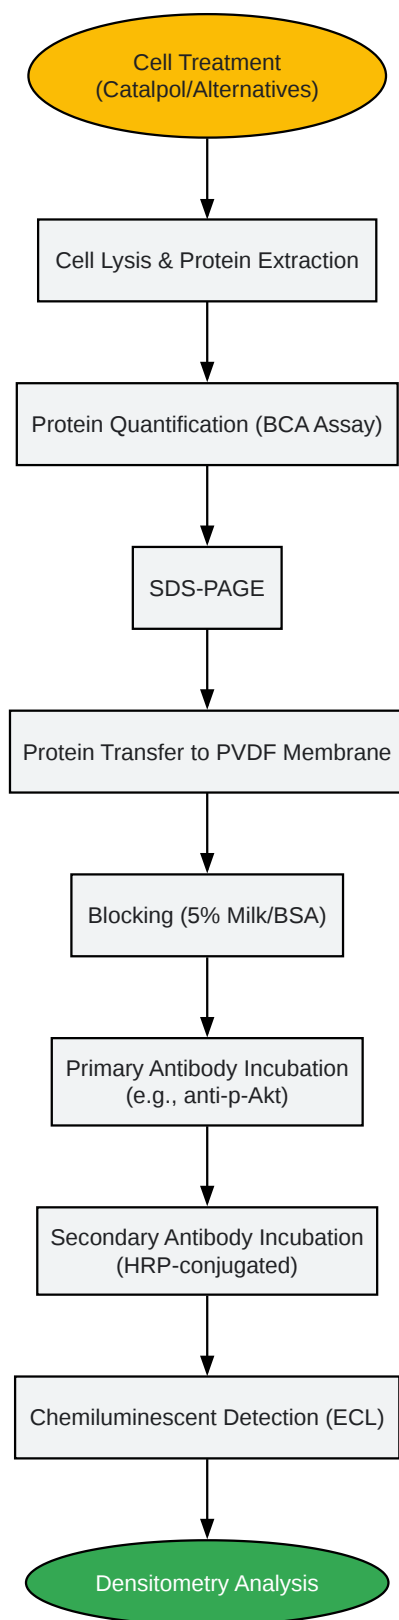 Cell Treatment
(Catalpol/Alternatives)
Cell Lysis & Protein Extraction
Protein Quantification (BCA Assay)
SDS-PAGE
Protein Transfer to PVDF Membrane
Blocking (5% Milk/BSA)
Primary Antibody Incubation
(e.g., anti-p-Akt)
Secondary Antibody Incubation
(HRP-conjugated)
Chemiluminescent Detection (ECL)
Densitometry Analysis